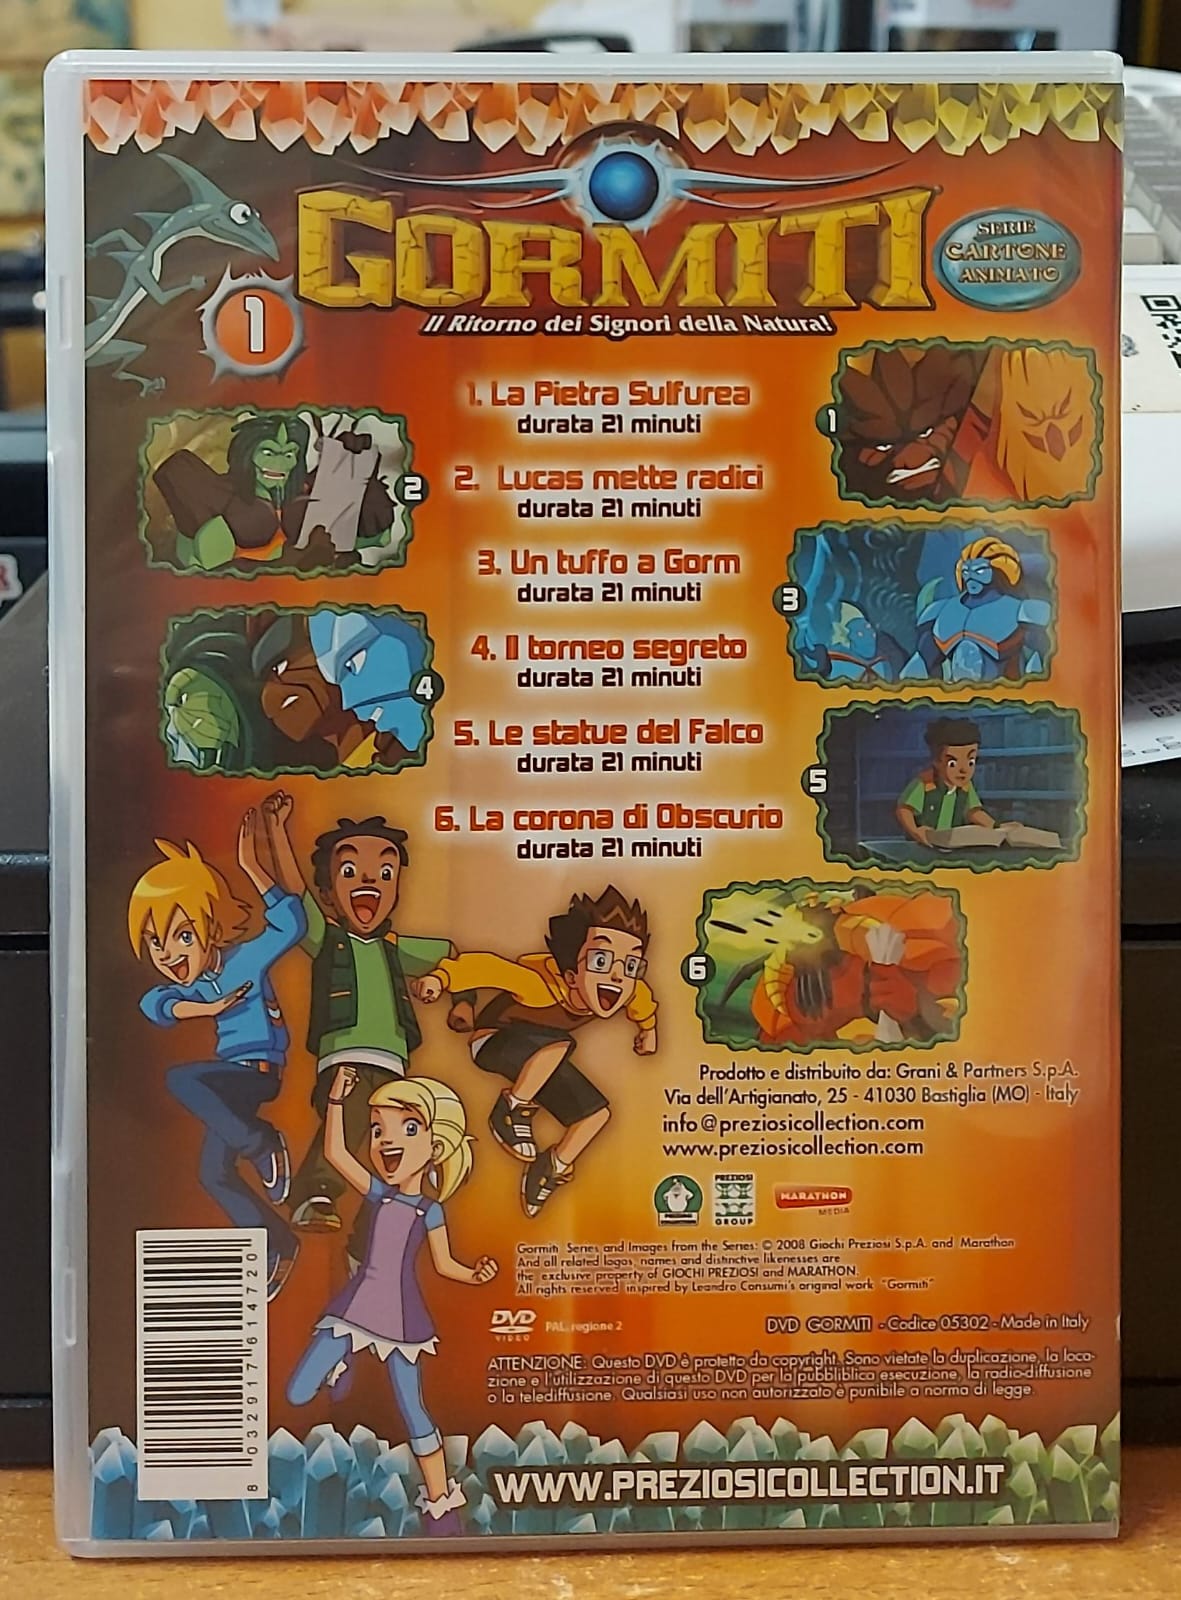 GORMITI
Il Ritorno dei Signori della Natura!
SERIE
CARTONE
ANIMATO
1
1. La Pietra Sulfurea
durata 21 minuti
2. Lucas mette radici
durata 21 minuti
3. Un tuffo a Gorm
durata 21 minuti
4. Il torneo segreto
durata 21 minuti
5. Le statue del Falco
durata 21 minuti
6. La corona di Obscurio
durata 21 minuti
1
2
3
4
5
6
Prodotto e distribuito da: Grani & Partners S.p.A.
Via dell'Artigianato, 25 - 41030 Bastiglia (MO) - Italy
info@preziosicollection.com
www.preziosicollection.com
PREZIOSI
GROUP
MARATHON
MEDIA
Gormiti Series and Images from the Series: © 2008 Giochi Preziosi S.p.A. and Marathon
And all related logos, names and distinctive likenesses are
the exclusive property of GIOCHI PREZIOSI and MARATHON.
All rights reserved inspired by Leandro Consumi's original work "Gormiti"
DVD
VIDEO
PAL, regione 2
DVD GORMITI - Codice 05302 - Made in Italy
ATTENZIONE: Questo DVD è protetto da copyright. Sono vietate la duplicazione, la loca-
zione e l'utilizzazione di questo DVD per la pubblica esecuzione, la radio-diffusione
o la telediffusione. Qualsiasi uso non autorizzato è punibile a norma di legge.
8 032917 614720
WWW.PREZIOSICOLLECTION.IT